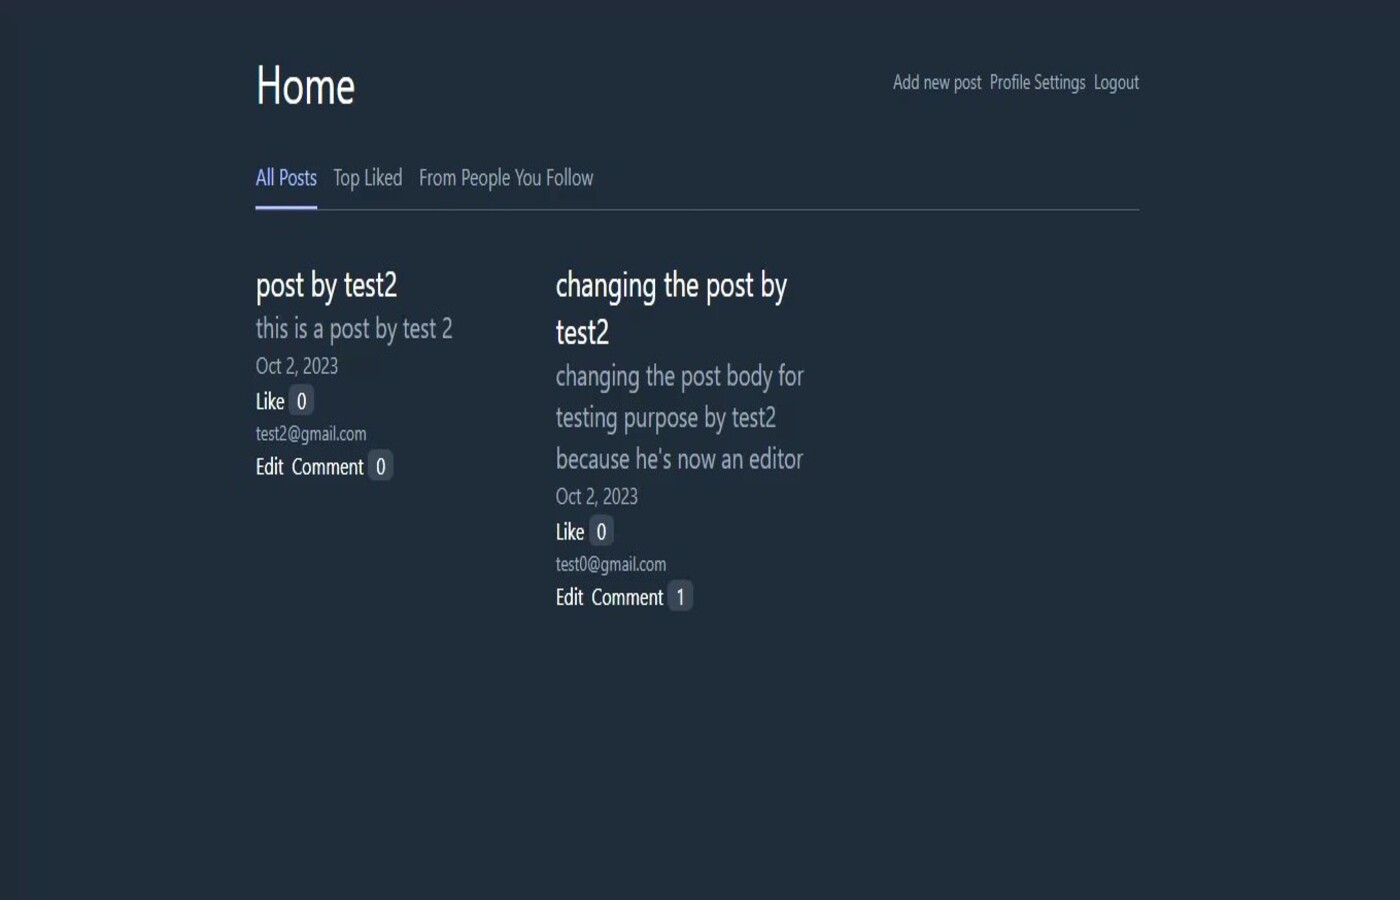 Home
Add new post Profile Settings Logout
All Posts Top Liked From People You Follow
post by test2
this is a post by test 2
Oct 2, 2023
Like 0
test2@gmail.com
Edit Comment 0
changing the post by
test2
changing the post body for
testing purpose by test2
because he's now an editor
Oct 2, 2023
Like 0
test0@gmail.com
Edit Comment 1